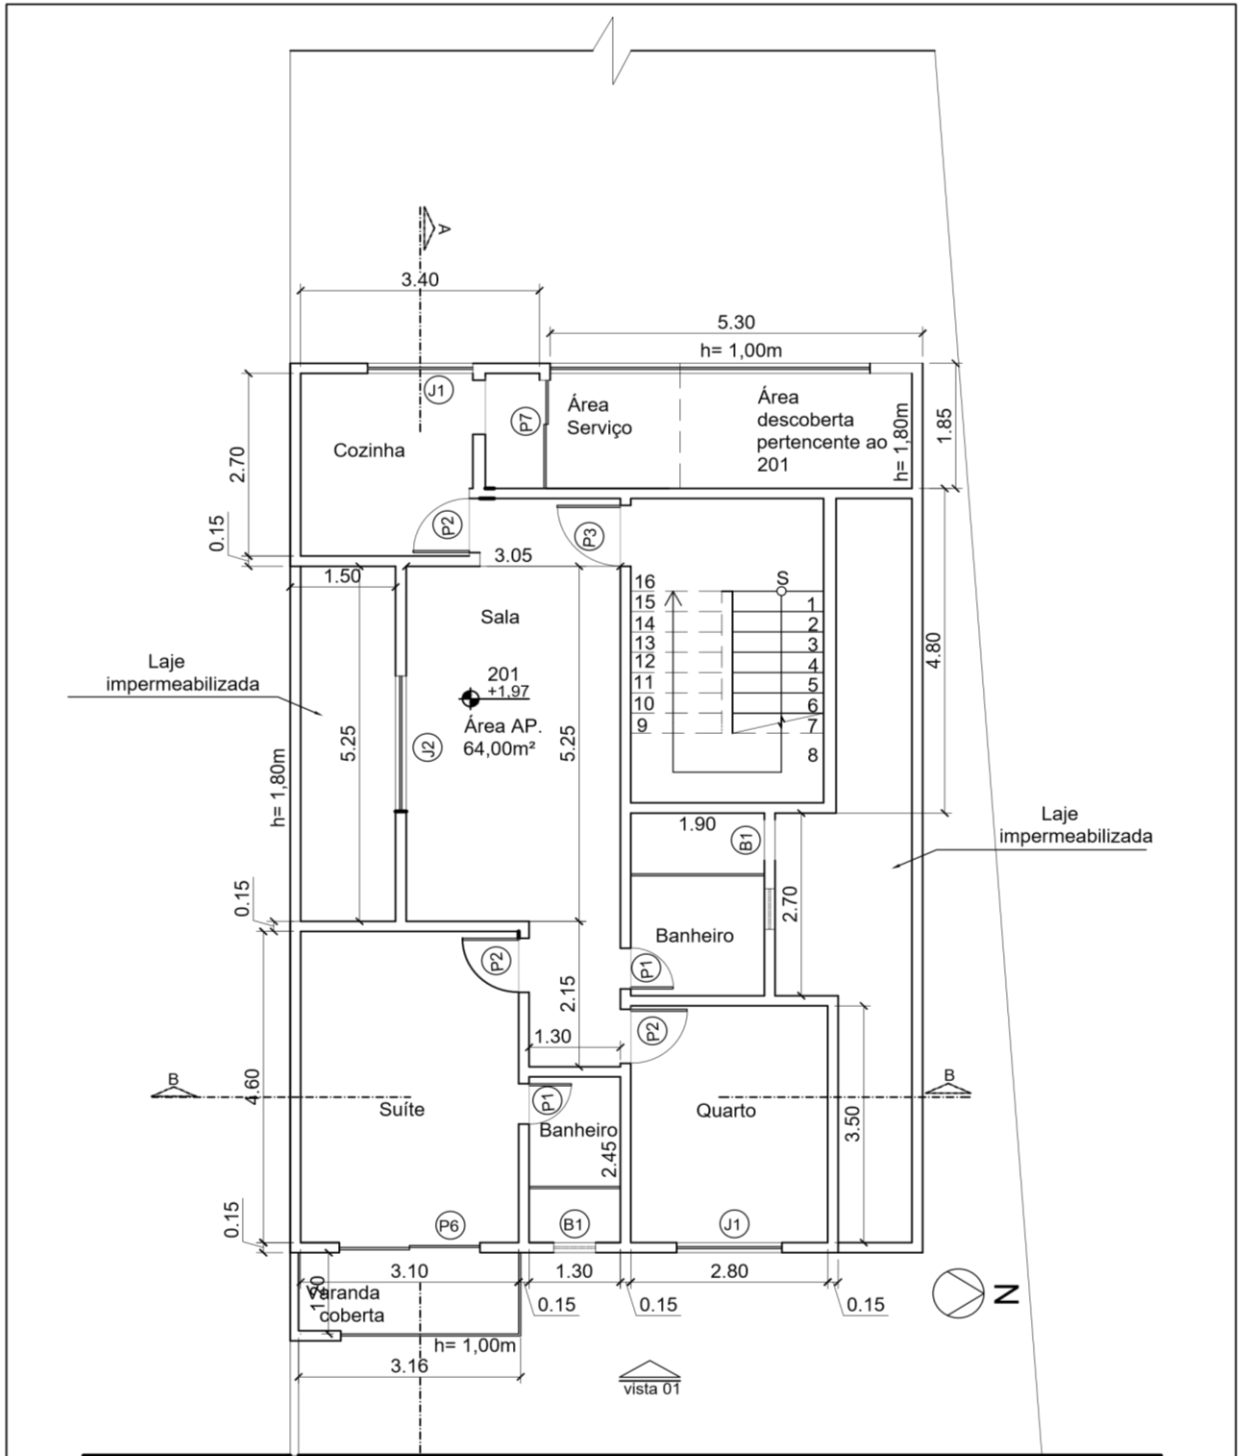 A
3.40
5.30
h= 1,00m
J1
P7
Área
Serviço
Área
descoberta
pertencente ao
201
h= 1,80m
1.85
Cozinha
2.70
P2
P3
0.15
3.05
1.50
16
15
14
13
12
11
10
9
S
1
2
3
4
5
6
7
8
Sala
4.80
Laje
impermeabilizada
201
+1,97
Área AP.
64,00m²
5.25
J2
5.25
h= 1,80m
1.90
B1
Laje
impermeabilizada
0.15
2.70
Banheiro
P2
P1
2.15
1.30
P2
B
4.60
Suíte
P1
Banheiro
2.45
Quarto
3.50
B
0.15
P6
B1
J1
3.10
1.30
2.80
0.15
0.15
0.15
N
Varanda
coberta
1.20
h= 1,00m
3.16
vista 01